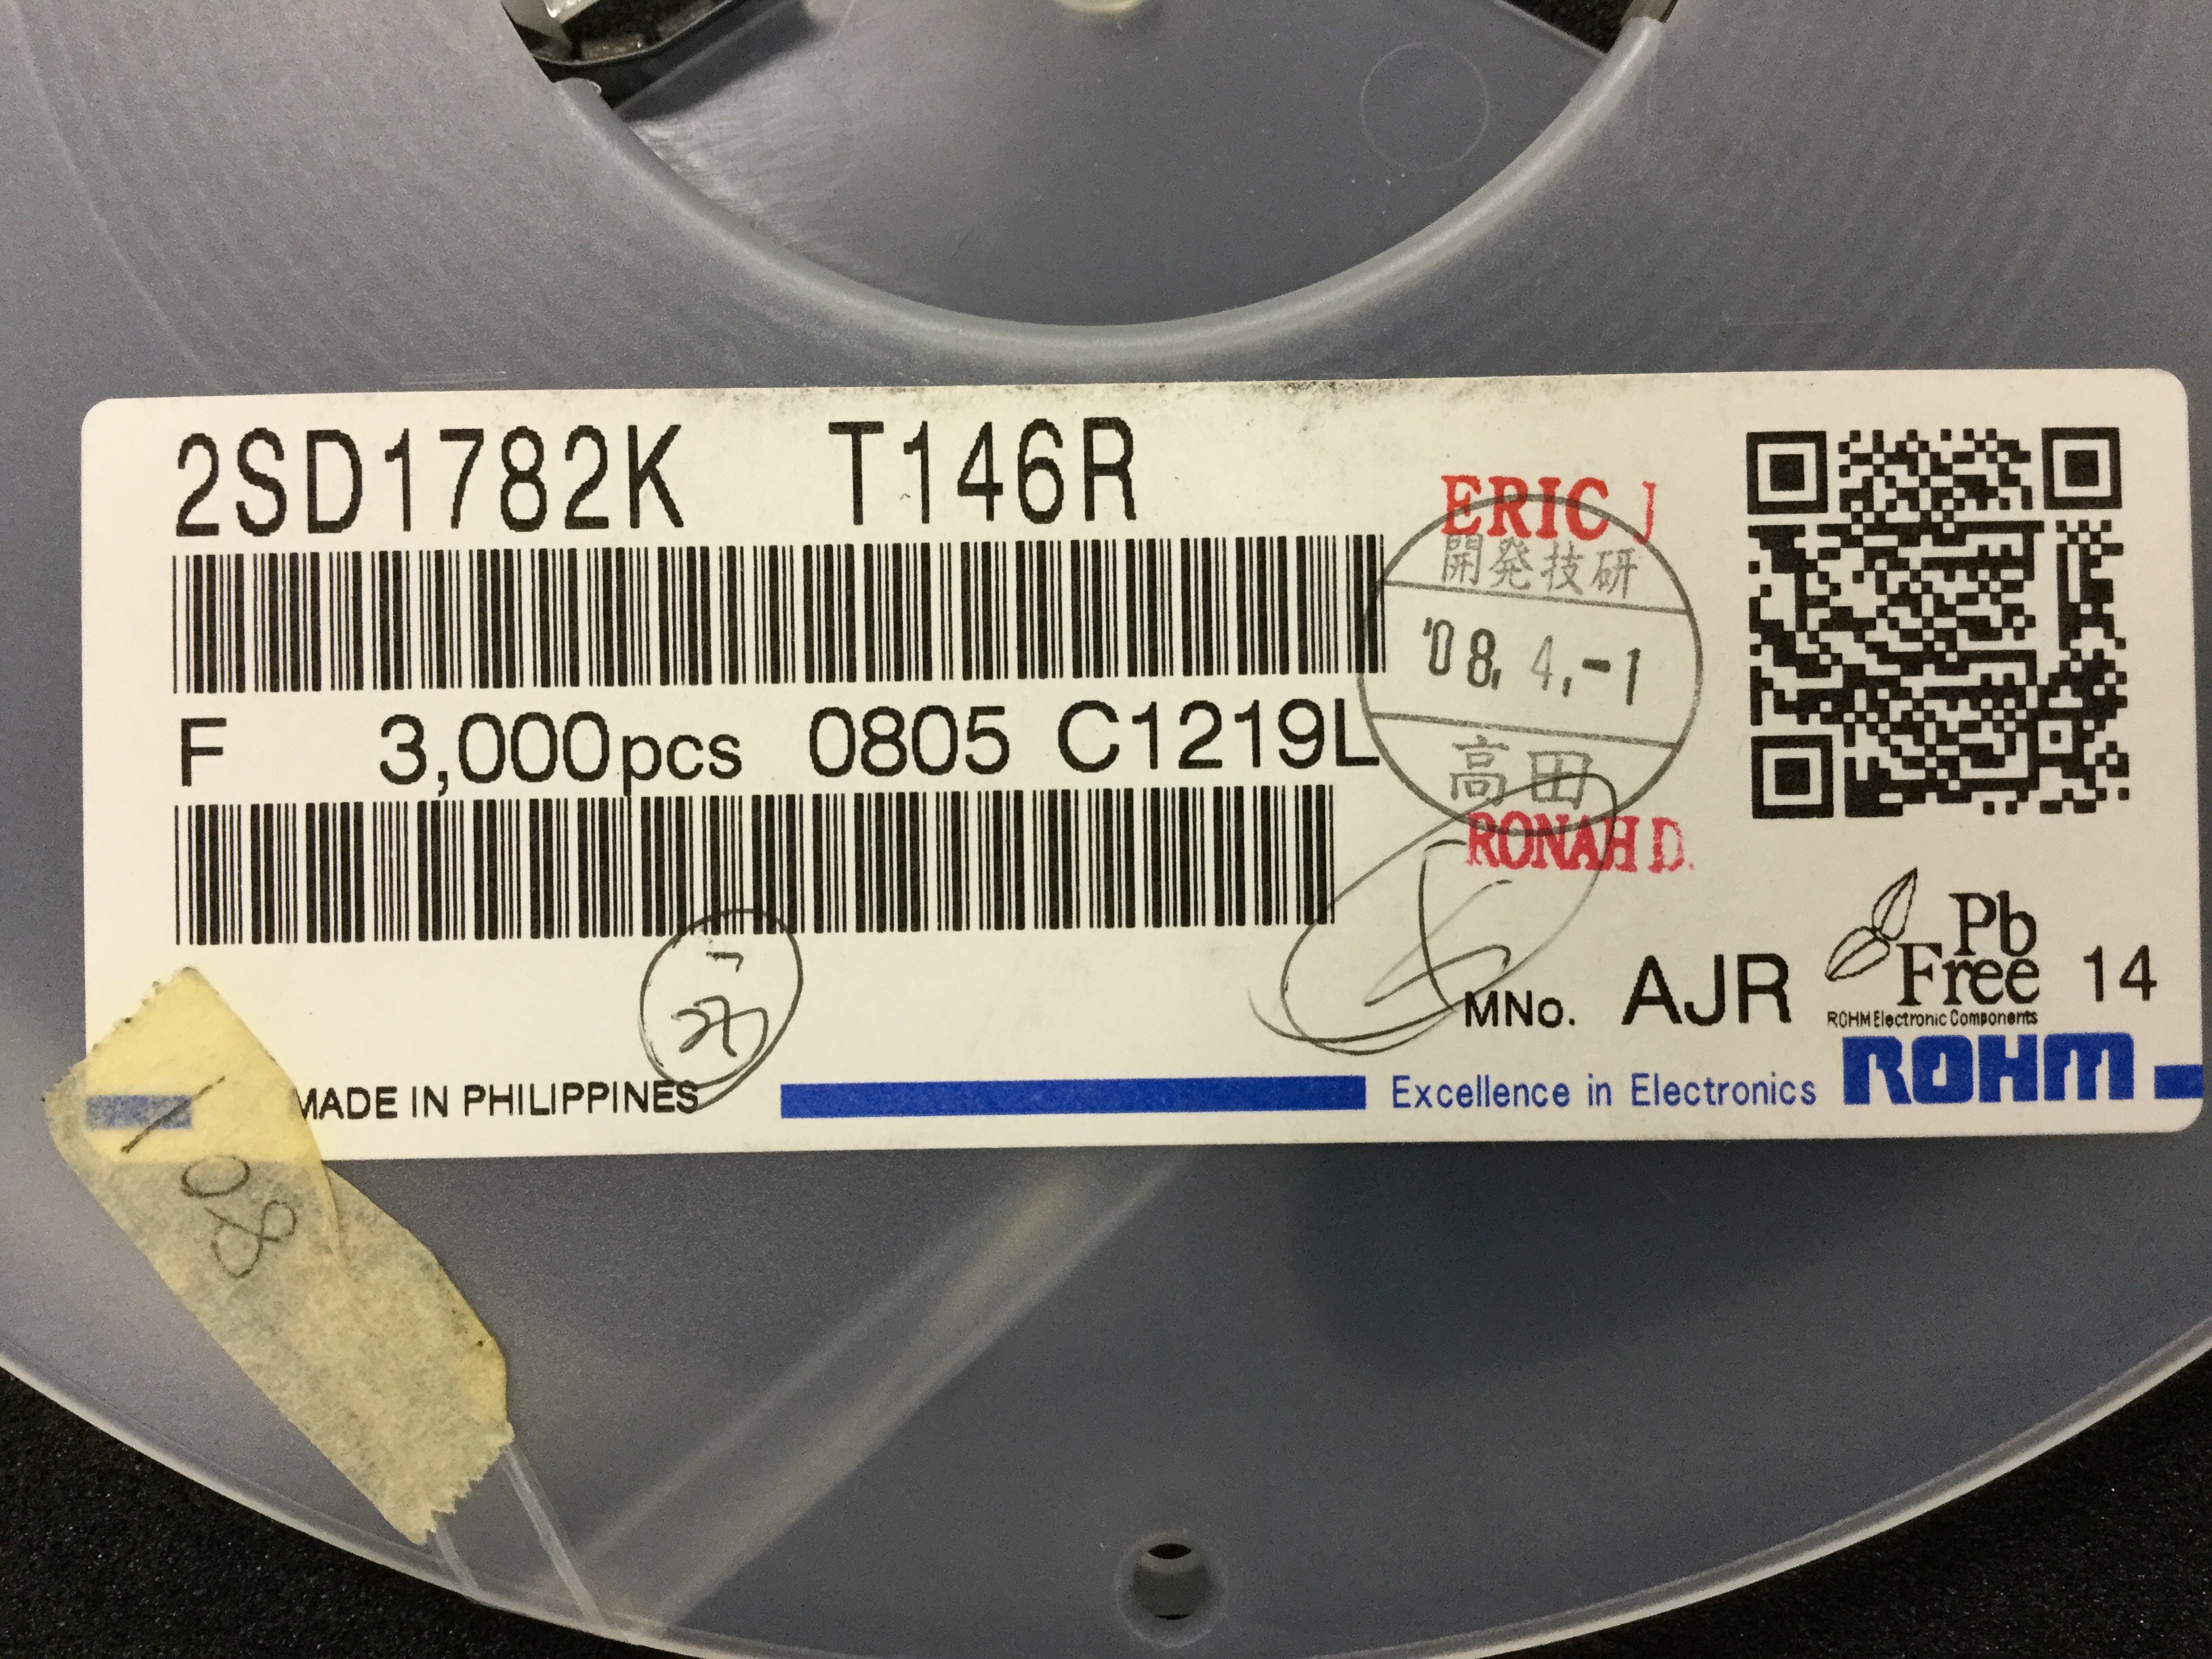 2SD1782K T146R
ERIC J
開発技研
'08. 4.-1
高田
RONAH D.
F 3,000pcs 0805 C1219L
MNo. AJR
Pb
Free
14
ROHM Electronic Components
MADE IN PHILIPPINES
Excellence in Electronics
ROHM
08